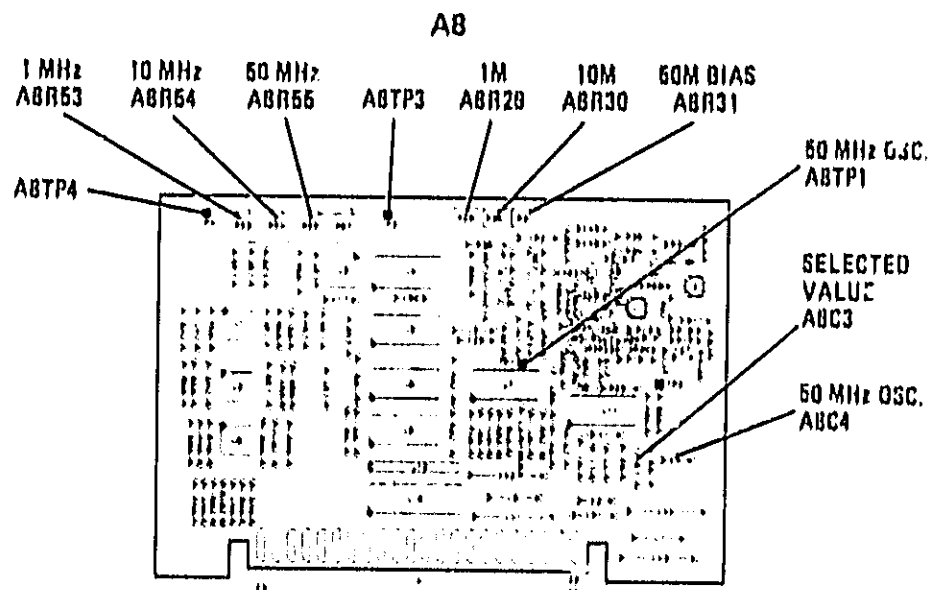 A8
1 MHz
A8R53
10 MHz
A8R54
50 MHz
A8R55
A8TP3
1M
A8R29
10M
A8R30
50M BIAS
A8R31
A8TP4
50 MHz OSC.
A8TP1
SELECTED
VALUE
A8C3
50 MHz OSC.
A8C4